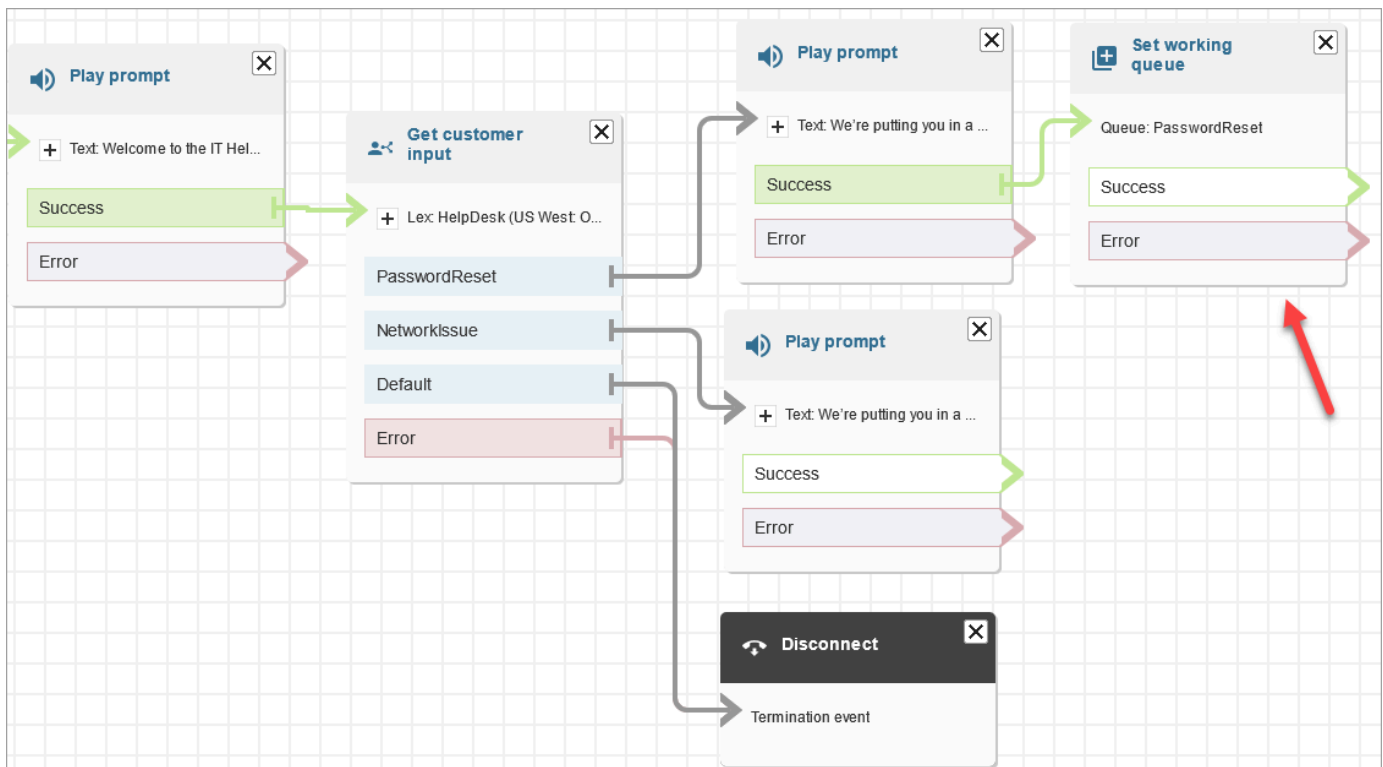 Play prompt
Text: Welcome to the IT Hel...
Success
Error
Get customer
input
Lex: HelpDesk (US West: O...
PasswordReset
NetworkIssue
Default
Error
Play prompt
Text: We're putting you in a ...
Success
Error
Set working
queue
Queue: PasswordReset
Success
Error
Play prompt
Text: We're putting you in a ...
Success
Error
Disconnect
Termination event